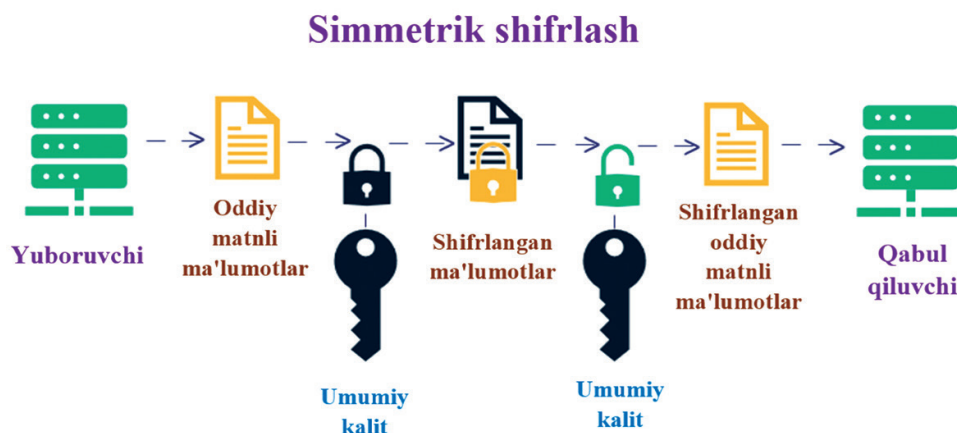 Simmetrik shifrlash
Yuboruvchi
Oddiy
matnli
ma'lumotlar
Umumiy
kalit
Shifrlangan
ma'lumotlar
Umumiy
kalit
Shifrlangan
oddiy
matnli
ma'lumotlar
Qabul
qiluvchi